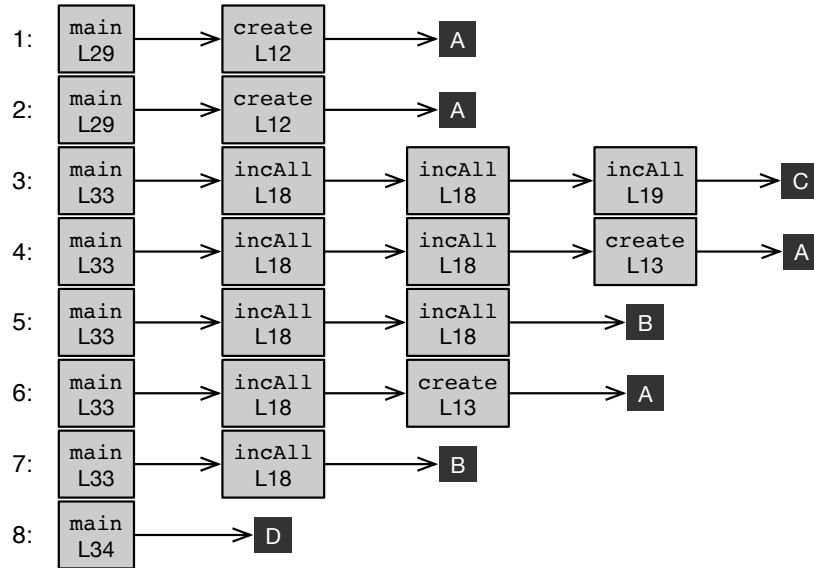 1: main L29 create L12 A
2: main L29 create L12 A
3: main L33 incAll L18 incAll L18 incAll L19 C
4: main L33 incAll L18 incAll L18 create L13 A
5: main L33 incAll L18 incAll L18 B
6: main L33 incAll L18 create L13 A
7: main L33 incAll L18 B
8: main L34 D